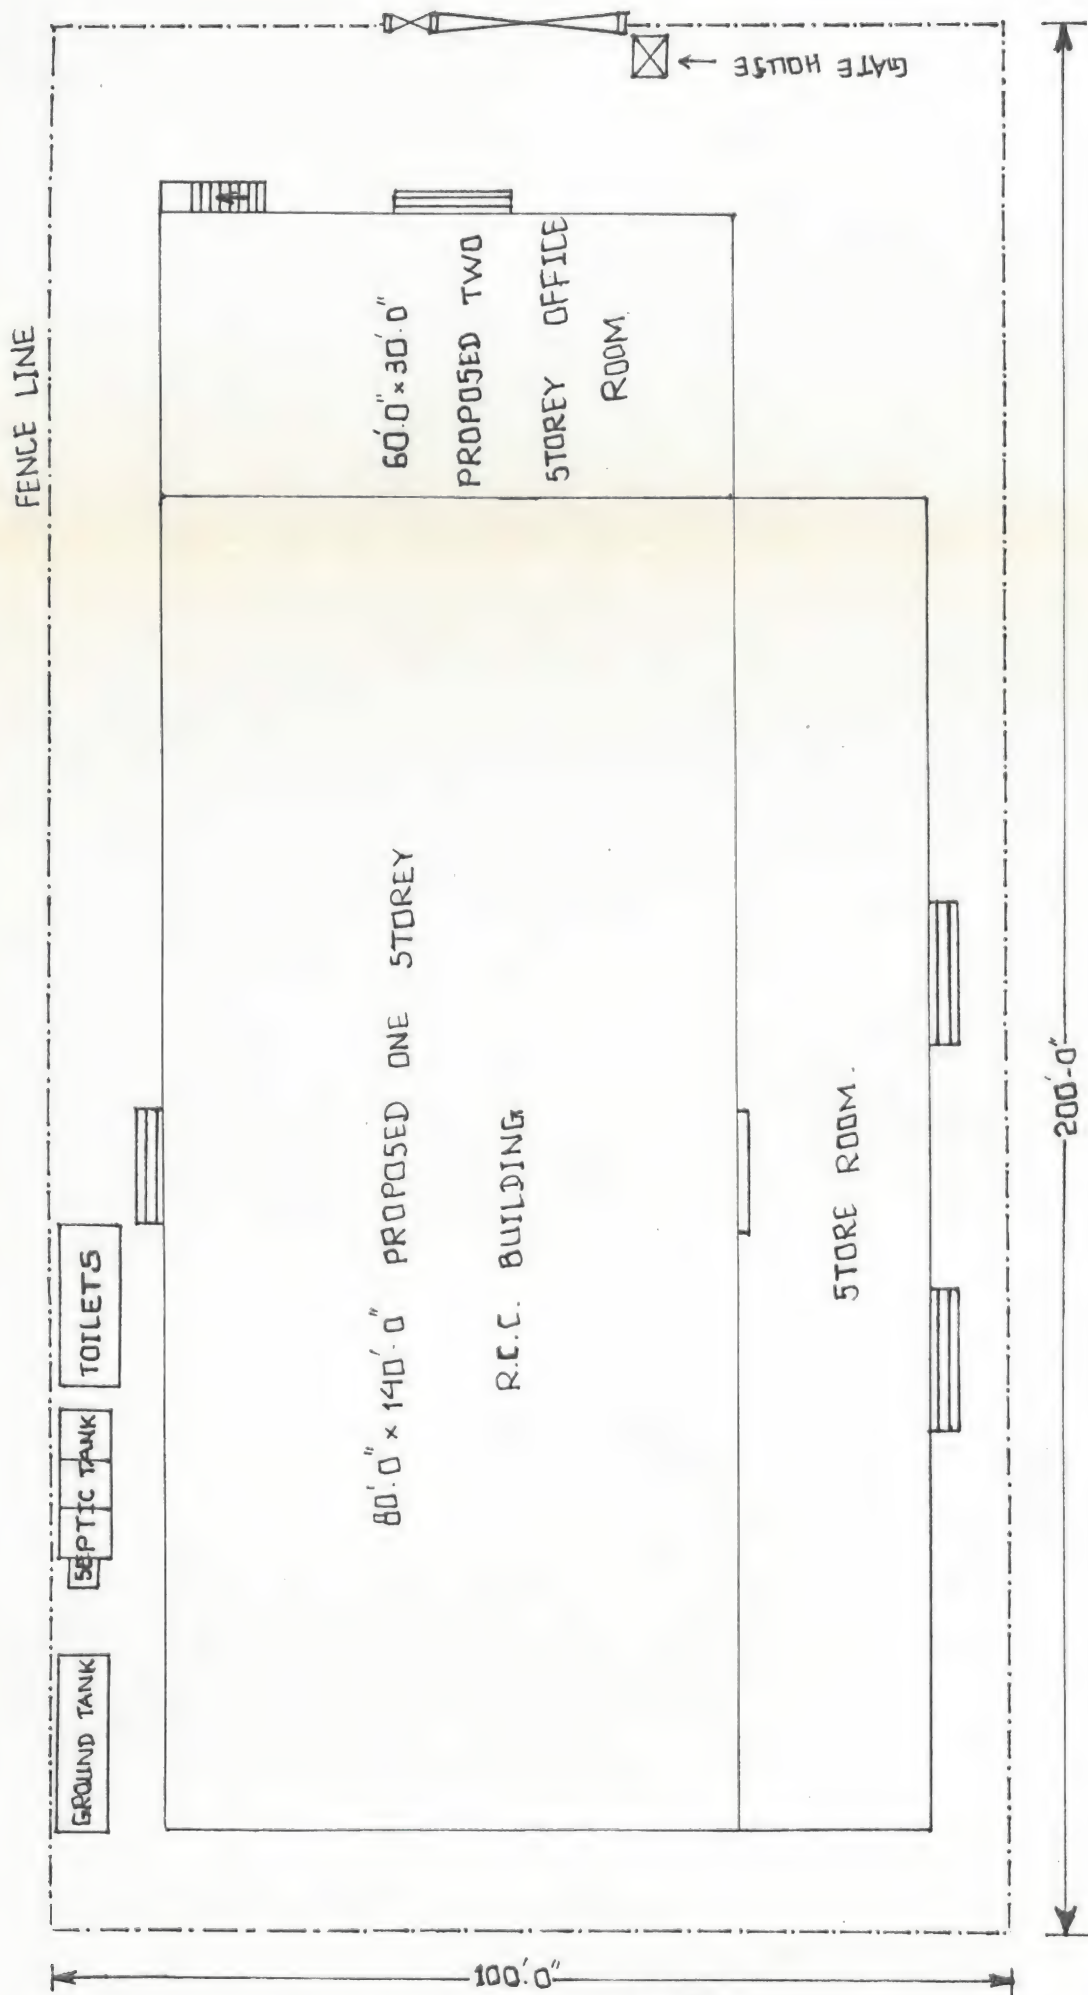 FENCE LINE
GATE HOUSE
60'.0" × 30'.0"
PROPOSED TWO
STOREY OFFICE
ROOM.
80'.0" × 140'.0" PROPOSED ONE STOREY
R.C.C. BUILDING
STORE ROOM.
TOILETS
SEPTIC TANK
GROUND TANK
100'.0"
200'-0"